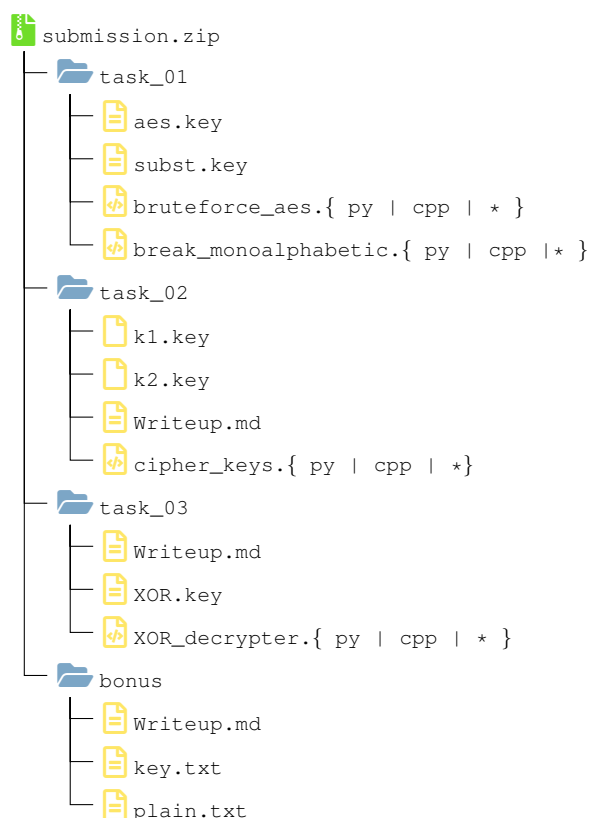 submission.zip
task_01
aes.key
subst.key
bruteforce_aes.{ py | cpp | * }
break_monoalphabetic.{ py | cpp |* }
task_02
k1.key
k2.key
Writeup.md
cipher_keys.{ py | cpp | *}
task_03
Writeup.md
XOR.key
XOR_decrypter.{ py | cpp | * }
bonus
Writeup.md
key.txt
plain.txt